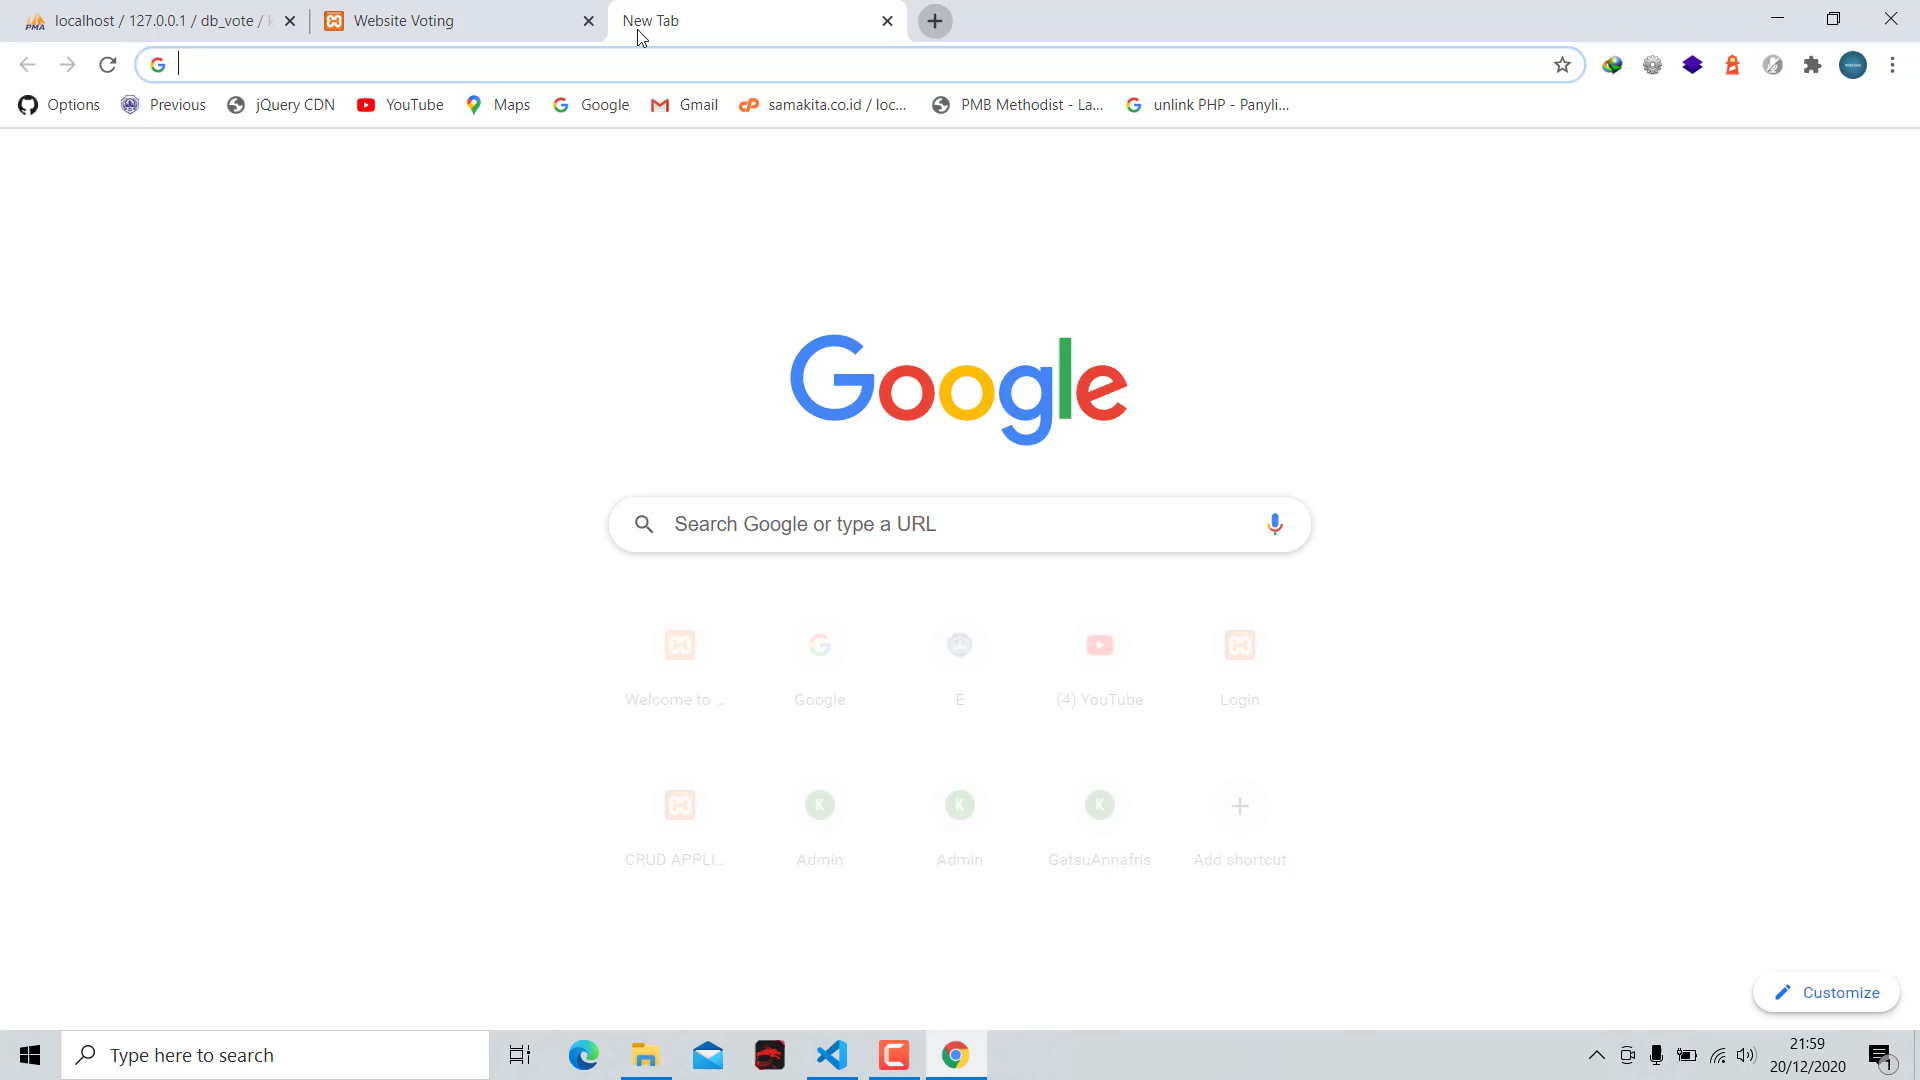 localhost / 127.0.0.1 / db_vote /
Website Voting
New Tab
Options
Previous
jQuery CDN
YouTube
Maps
Google
Gmail
samakita.co.id / loc...
PMB Methodist - La...
unlink PHP - Panyli...
Google
Search Google or type a URL
Welcome to ...
Google
E
(4) YouTube
Login
CRUD APPLI...
K
Admin
K
Admin
K
GatsuAnnafris
Add shortcut
Customize
Type here to search
21:59
20/12/2020
1